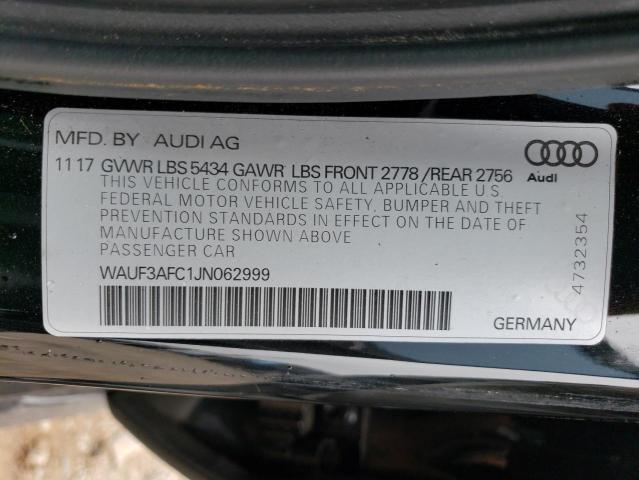 MFD. BY AUDI AG
11 17 GVWR LBS 5434 GAWR LBS FRONT 2778 /REAR 2756
THIS VEHICLE CONFORMS TO ALL APPLICABLE U S
FEDERAL MOTOR VEHICLE SAFETY, BUMPER AND THEFT
PREVENTION STANDARDS IN EFFECT ON THE DATE OF
MANUFACTURE SHOWN ABOVE
PASSENGER CAR
WAUF3AFC1JN062999
Audi
4732354
GERMANY